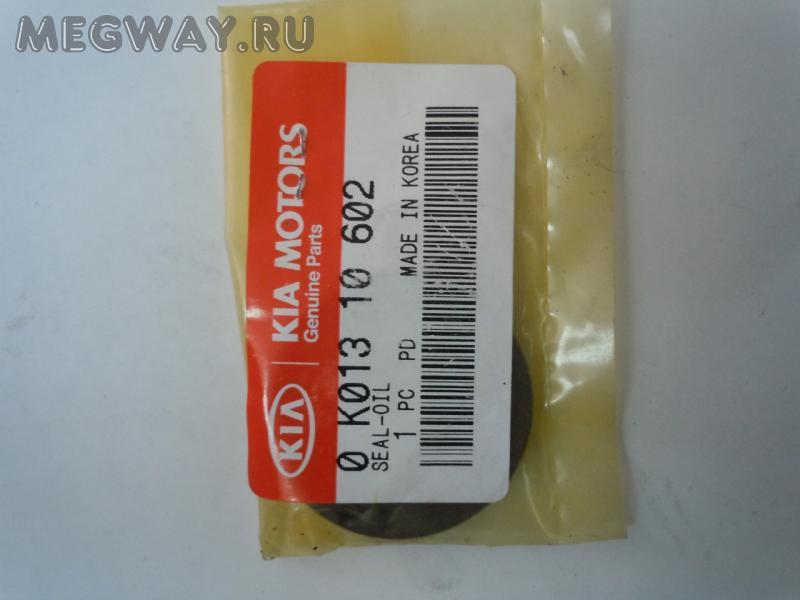 MEGWAY.RU
KIA
KIA MOTORS
Genuine Parts
0 K013 10 602
SEAL-OIL
1 PC PD MADE IN KOREA